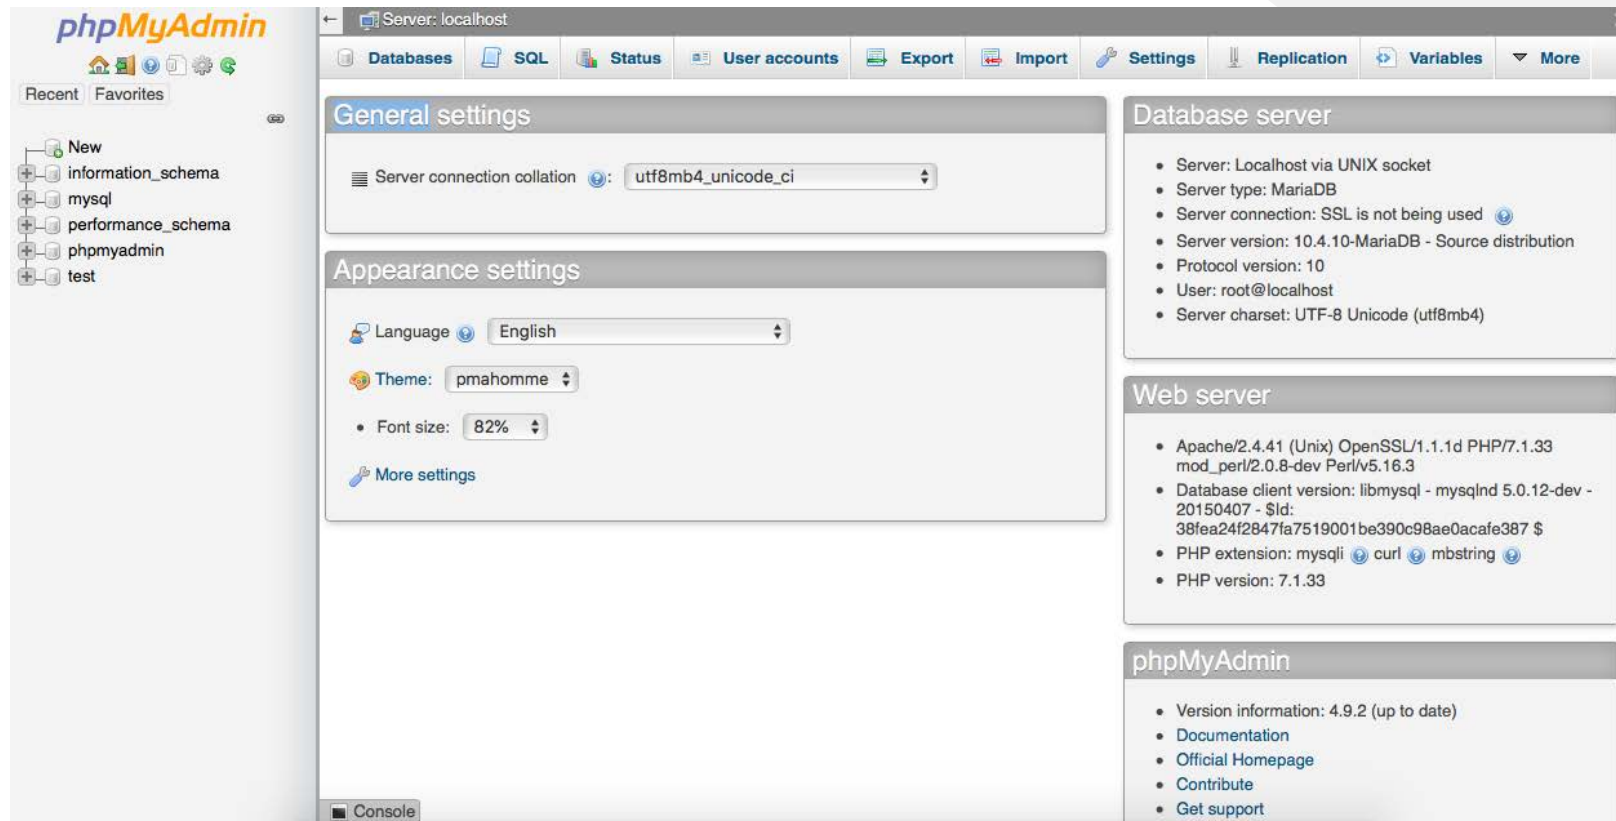 phpMyAdmin
Recent Favorites
New
information_schema
mysql
performance_schema
phpmyadmin
test
Server: localhost
Databases SQL Status User accounts Export Import Settings Replication Variables More
General settings
Server connection collation : utf8mb4_unicode_ci
Appearance settings
Language English
Theme: pmahomme
Font size: 82%
More settings
Console
Database server
Server: Localhost via UNIX socket
Server type: MariaDB
Server connection: SSL is not being used
Server version: 10.4.10-MariaDB - Source distribution
Protocol version: 10
User: root@localhost
Server charset: UTF-8 Unicode (utf8mb4)
Web server
Apache/2.4.41 (Unix) OpenSSL/1.1.1d PHP/7.1.33
mod_perl/2.0.8-dev Perl/v5.16.3
Database client version: libmysql - mysqlnd 5.0.12-dev -
20150407 - $Id:
38fea24f2847fa7519001be390c98ae0acafe387 $
PHP extension: mysqli curl mbstring
PHP version: 7.1.33
phpMyAdmin
Version information: 4.9.2 (up to date)
Documentation
Official Homepage
Contribute
Get support